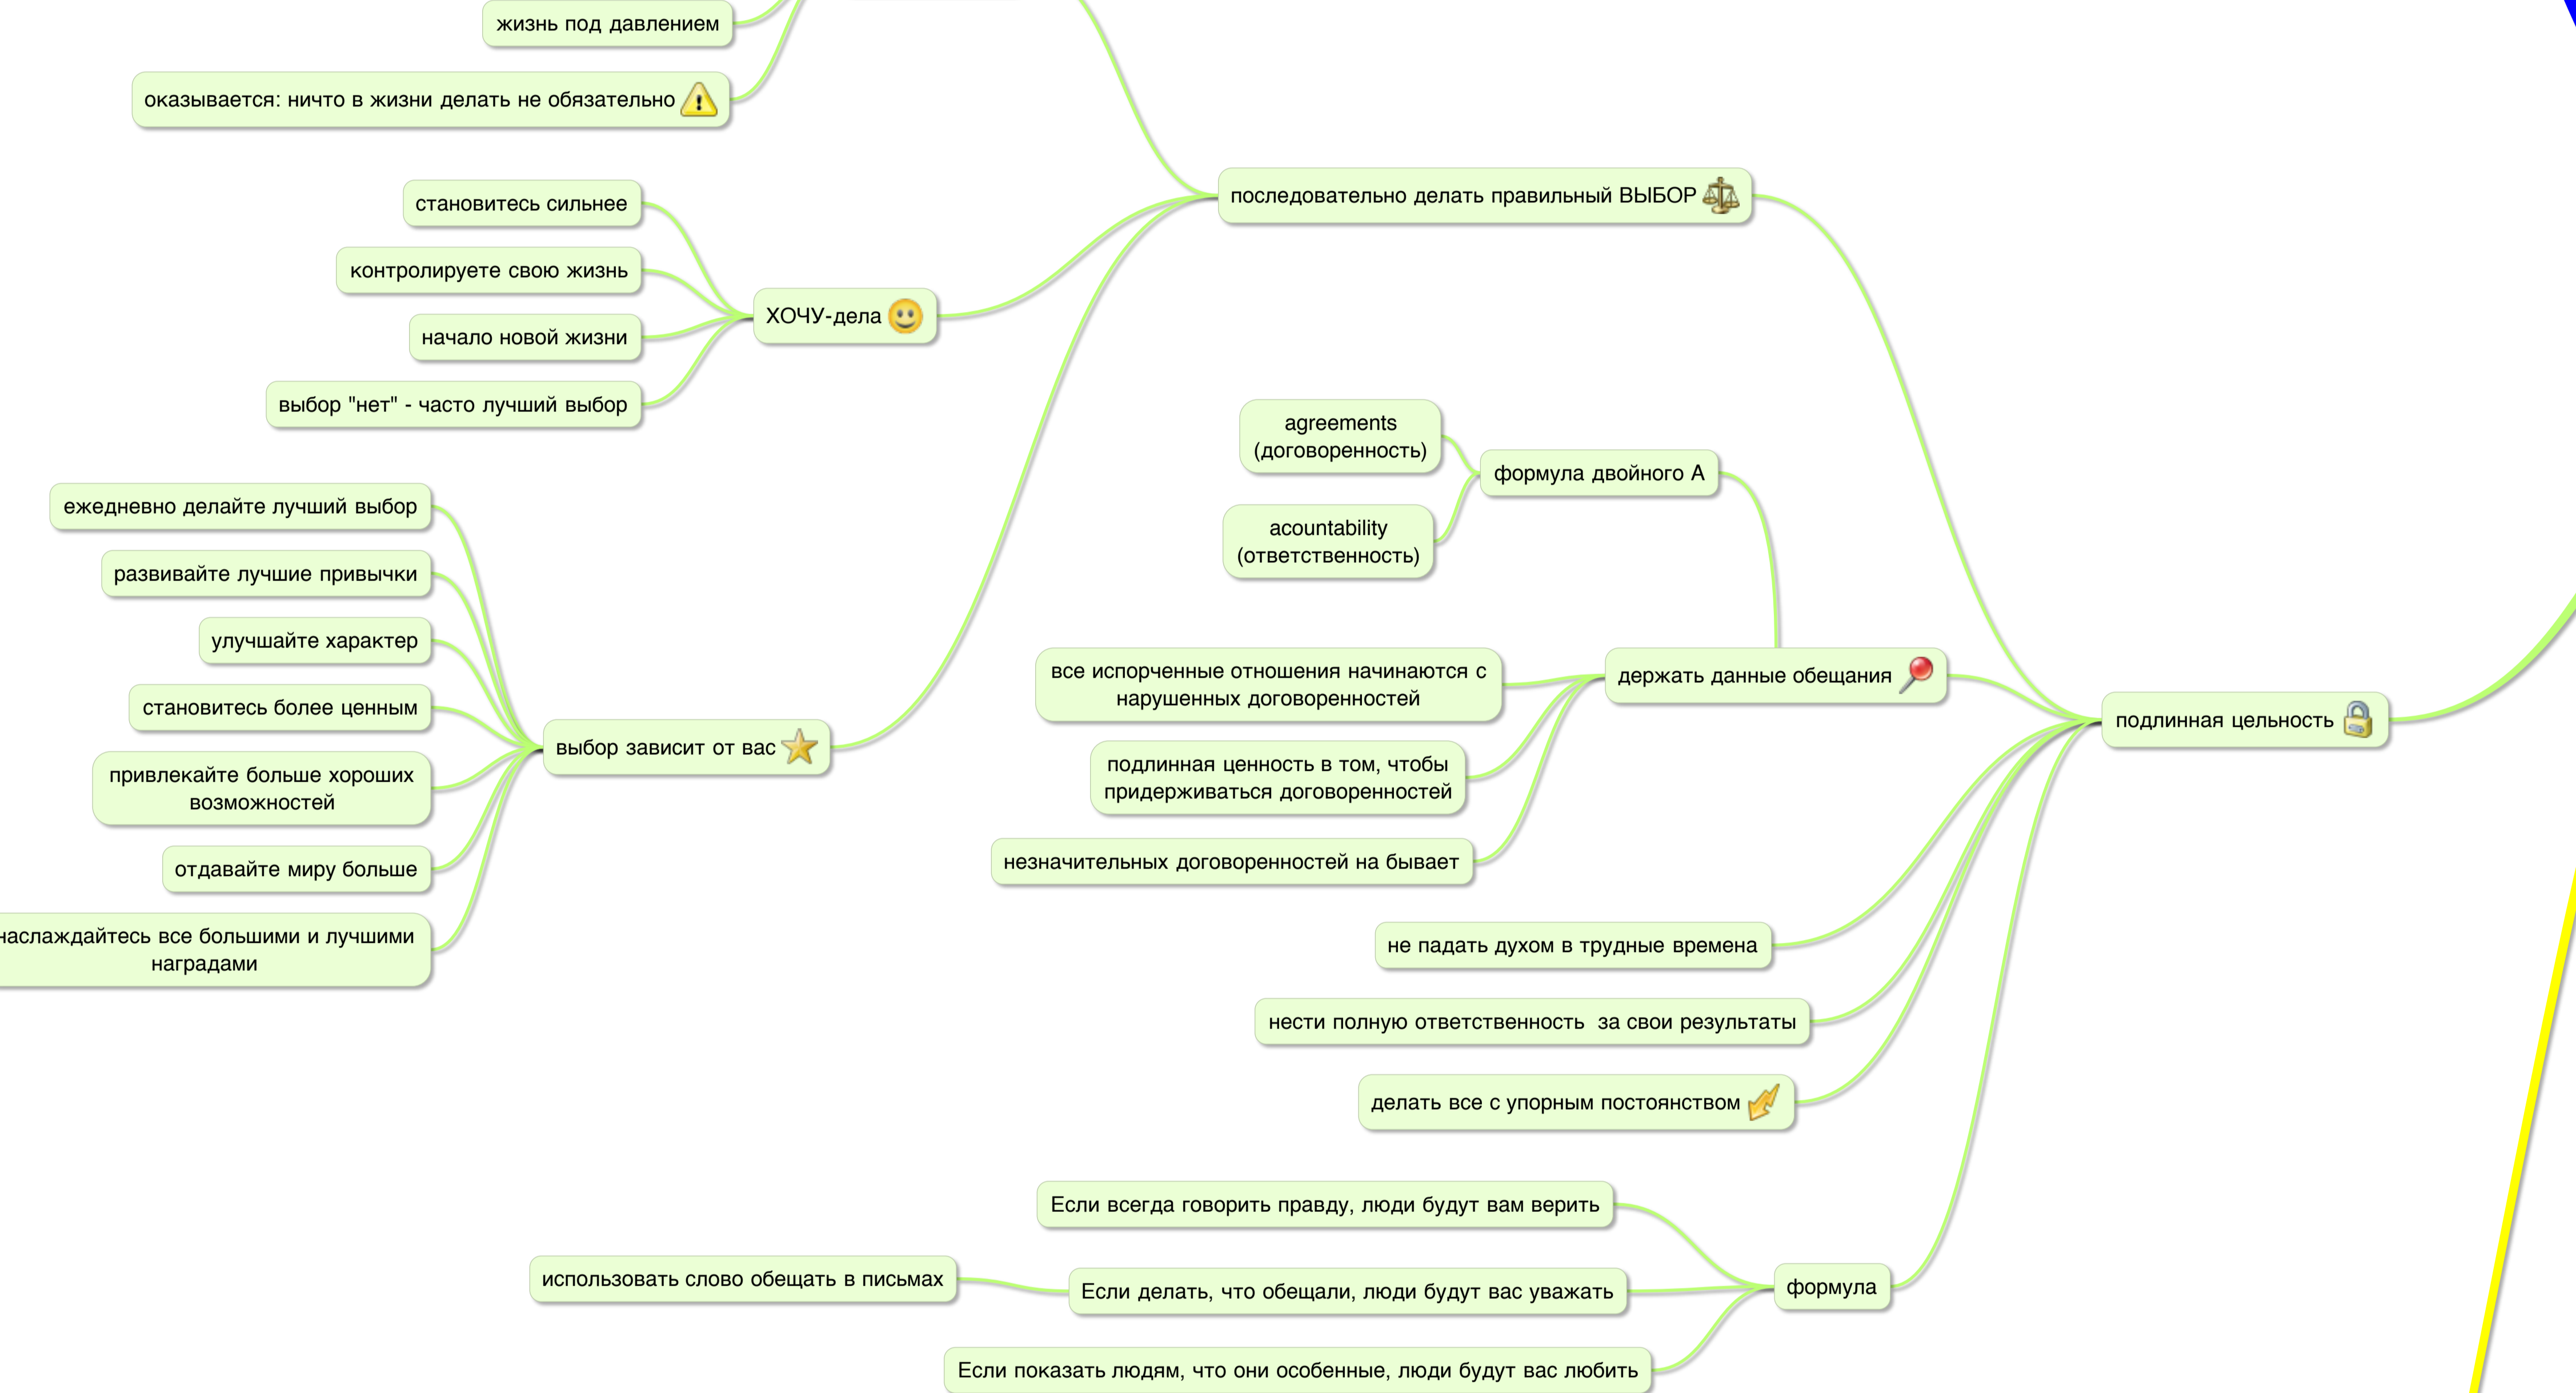 жизнь под давлением
оказывается: ничто в жизни делать не обязательно
последовательно делать правильный ВЫБОР
становитесь сильнее
контролируете свою жизнь
ХОЧУ-дела
начало новой жизни
выбор "нет" - часто лучший выбор
agreements
(договоренность)
формула двойного А
acountability
(ответственность)
ежедневно делайте лучший выбор
развивайте лучшие привычки
улучшайте характер
становитесь более ценным
выбор зависит от вас
привлекайте больше хороших
возможностей
отдавайте миру больше
наслаждайтесь все большими и лучшими
наградами
все испорченные отношения начинаются с
нарушенных договоренностей
держать данные обещания
подлинная цельность
подлинная ценность в том, чтобы
придерживаться договоренностей
незначительных договоренностей на бывает
не падать духом в трудные времена
нести полную ответственность  за свои результаты
делать все с упорным постоянством
Если всегда говорить правду, люди будут вам верить
использовать слово обещать в письмах
Если делать, что обещали, люди будут вас уважать
формула
Если показать людям, что они особенные, люди будут вас любить